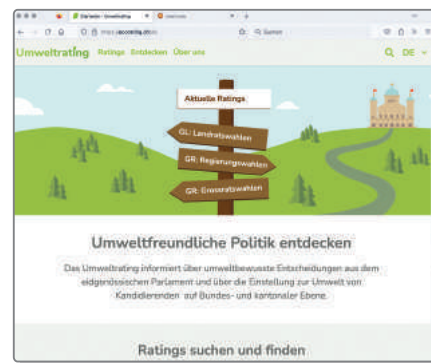 Umweltrating Ratings Entdecken Über uns DE
Aktuelle Ratings
GL: Landratswahlen
GR: Regierungswahlen
GR: Grossratswahlen
Umweltfreundliche Politik entdecken
Das Umweltrating informiert über umweltbewusste Entscheidungen aus dem
eidgenössischen Parlament und über die Einstellung zur Umwelt von
Kandidierenden auf Bundes- und kantonaler Ebene.
Ratings suchen und finden